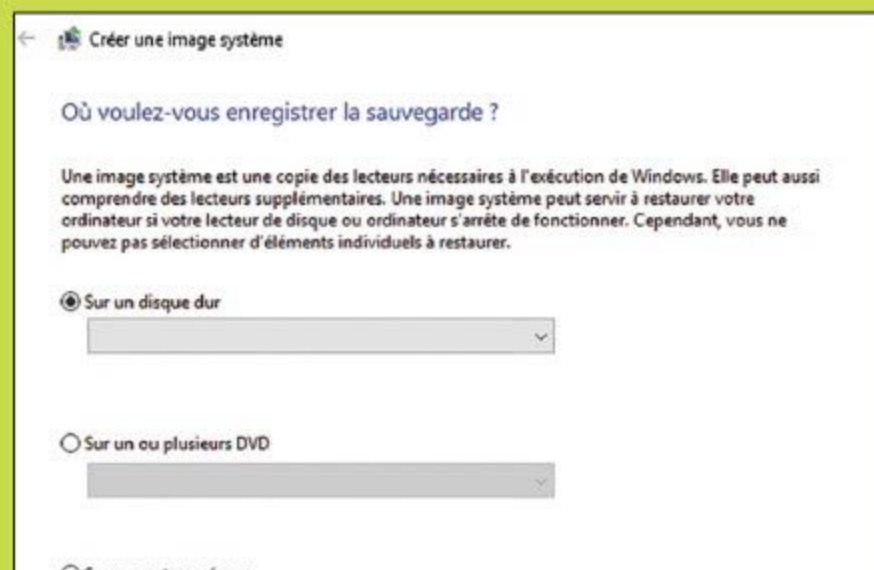 Créer une image système
Où voulez-vous enregistrer la sauvegarde ?
Une image système est une copie des lecteurs nécessaires à l'exécution de Windows. Elle peut aussi
comprendre des lecteurs supplémentaires. Une image système peut servir à restaurer votre
ordinateur si votre lecteur de disque ou ordinateur s'arrête de fonctionner. Cependant, vous ne
pouvez pas sélectionner d'éléments individuels à restaurer.
Sur un disque dur
Sur un ou plusieurs DVD